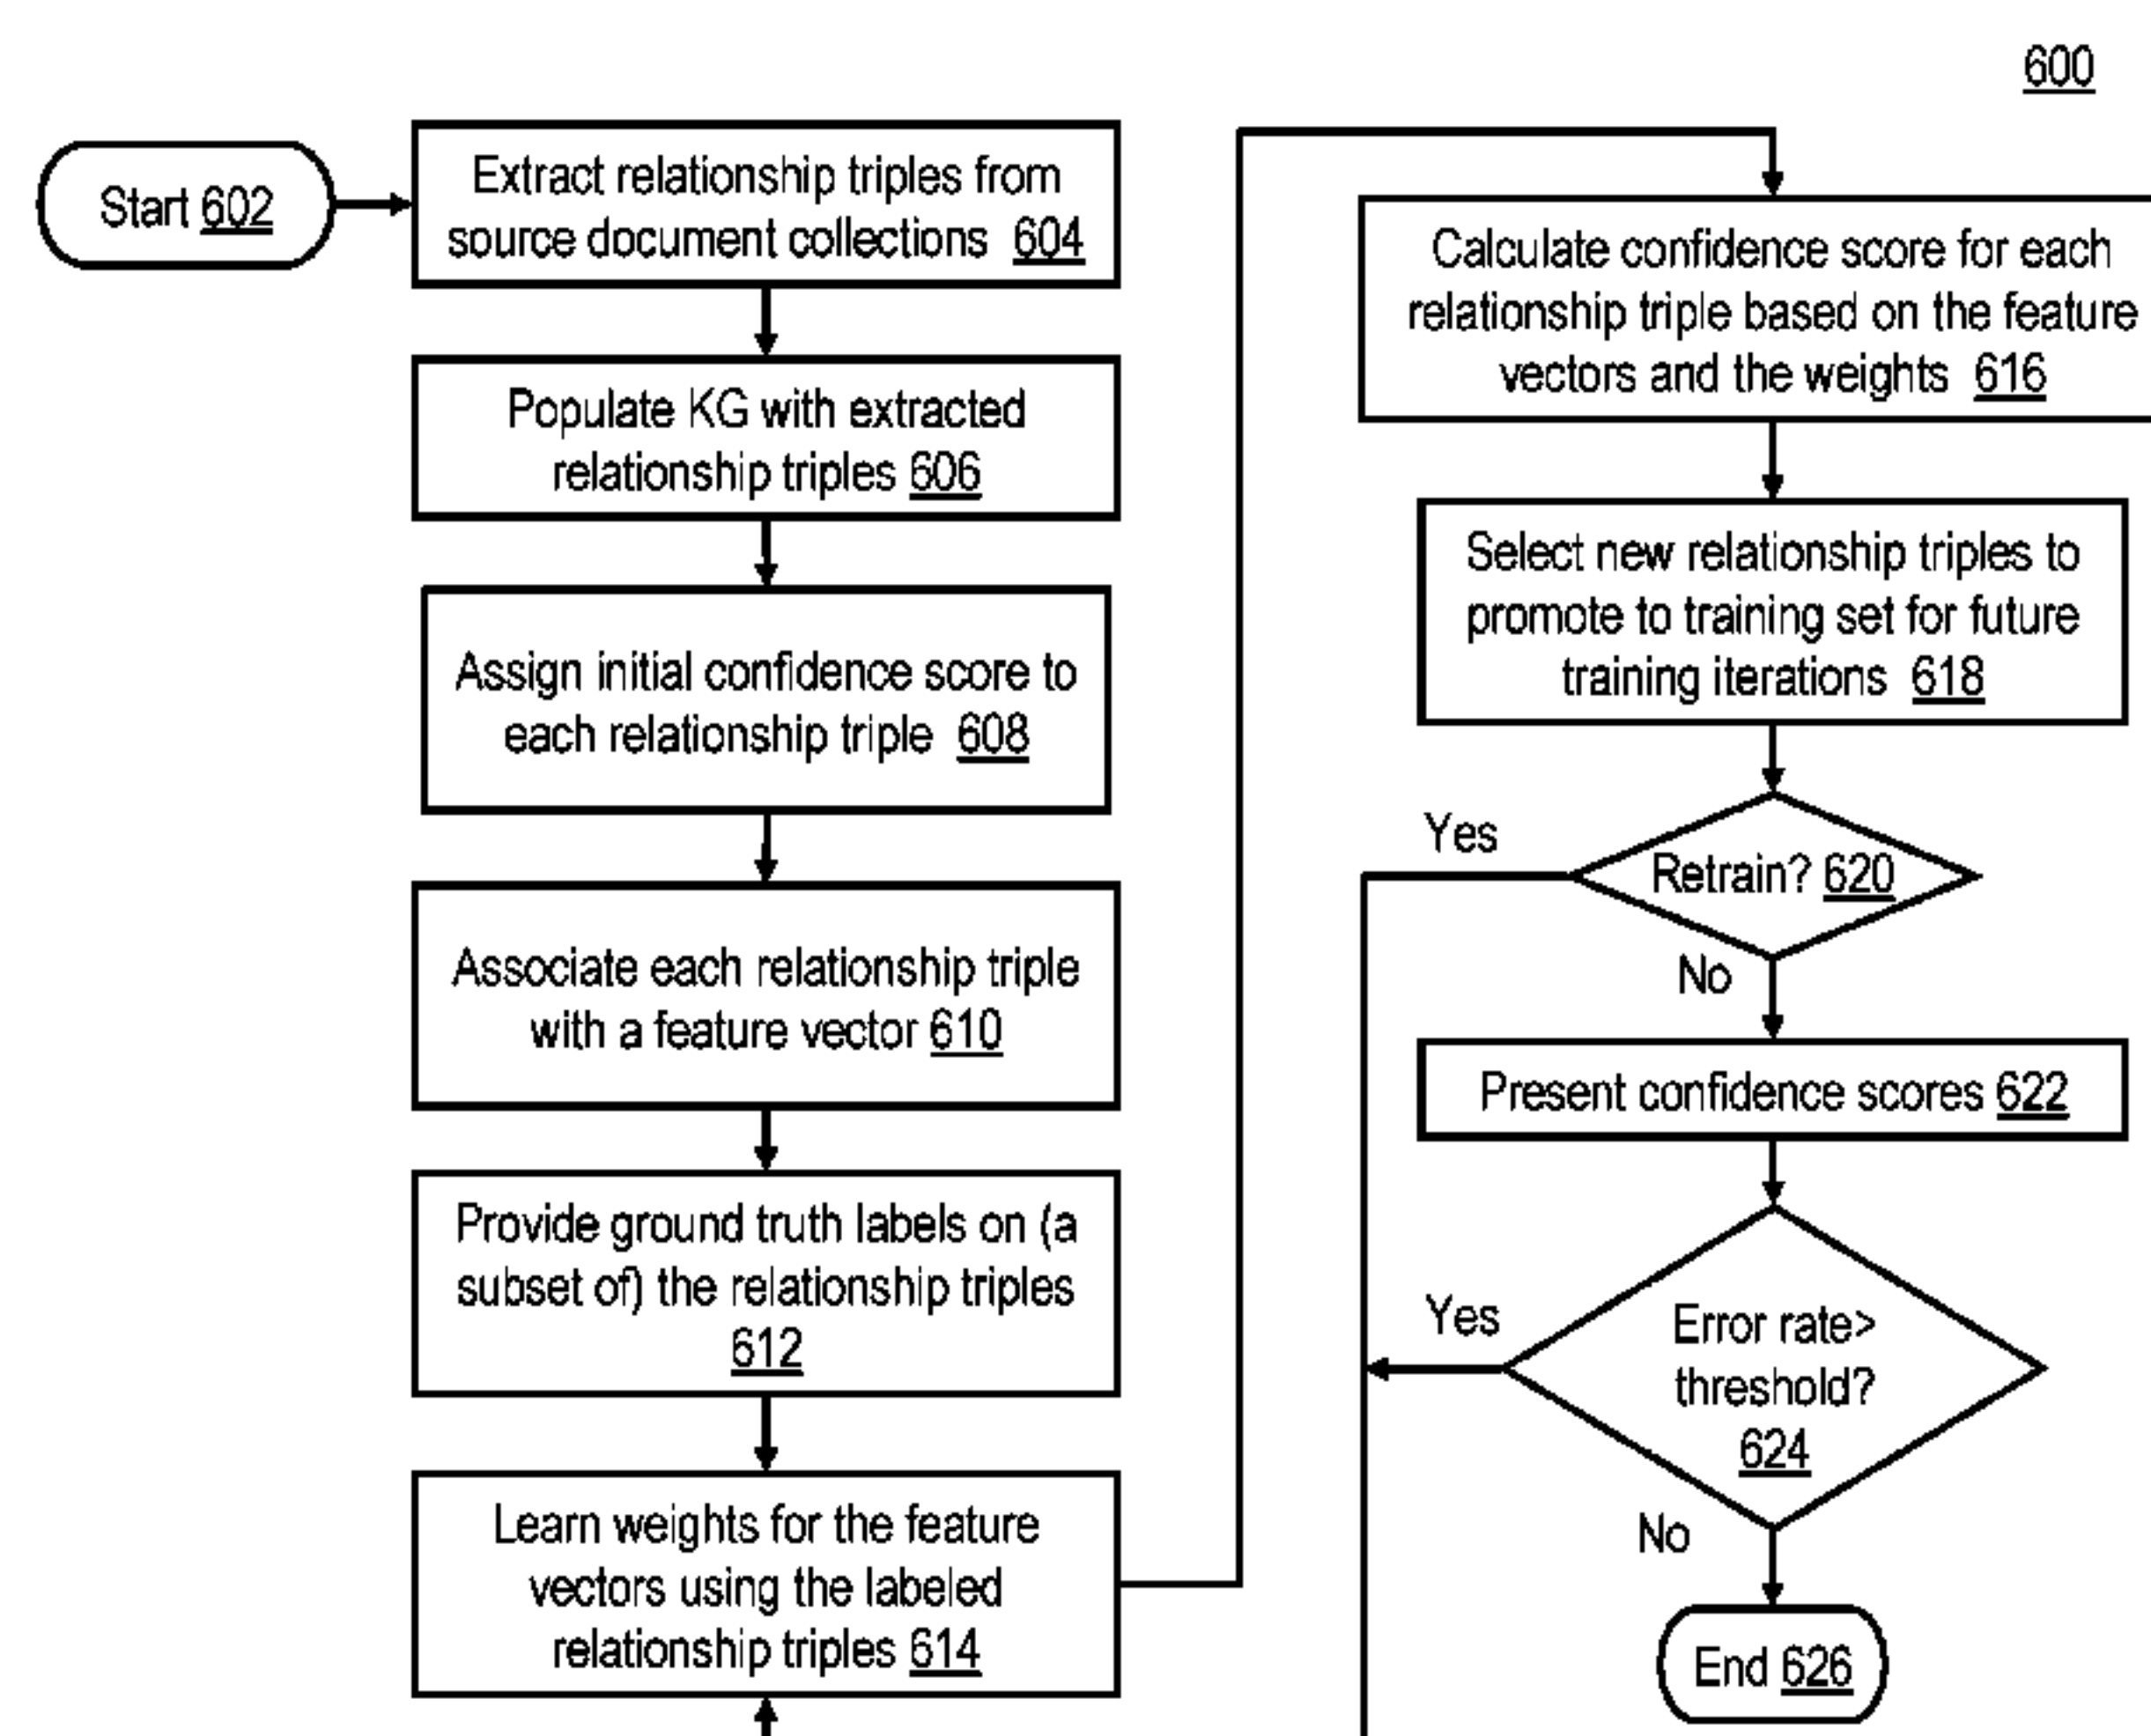 600
Start 602
Extract relationship triples from
source document collections 604
Populate KG with extracted
relationship triples 606
Assign initial confidence score to
each relationship triple 608
Associate each relationship triple
with a feature vector 610
Provide ground truth labels on (a
subset of) the relationship triples
612
Learn weights for the feature
vectors using the labeled
relationship triples 614
Calculate confidence score for each
relationship triple based on the feature
vectors and the weights 616
Select new relationship triples to
promote to training set for future
training iterations 618
Yes
Retrain? 620
No
Present confidence scores 622
Yes
Error rate>
threshold?
624
No
End 626